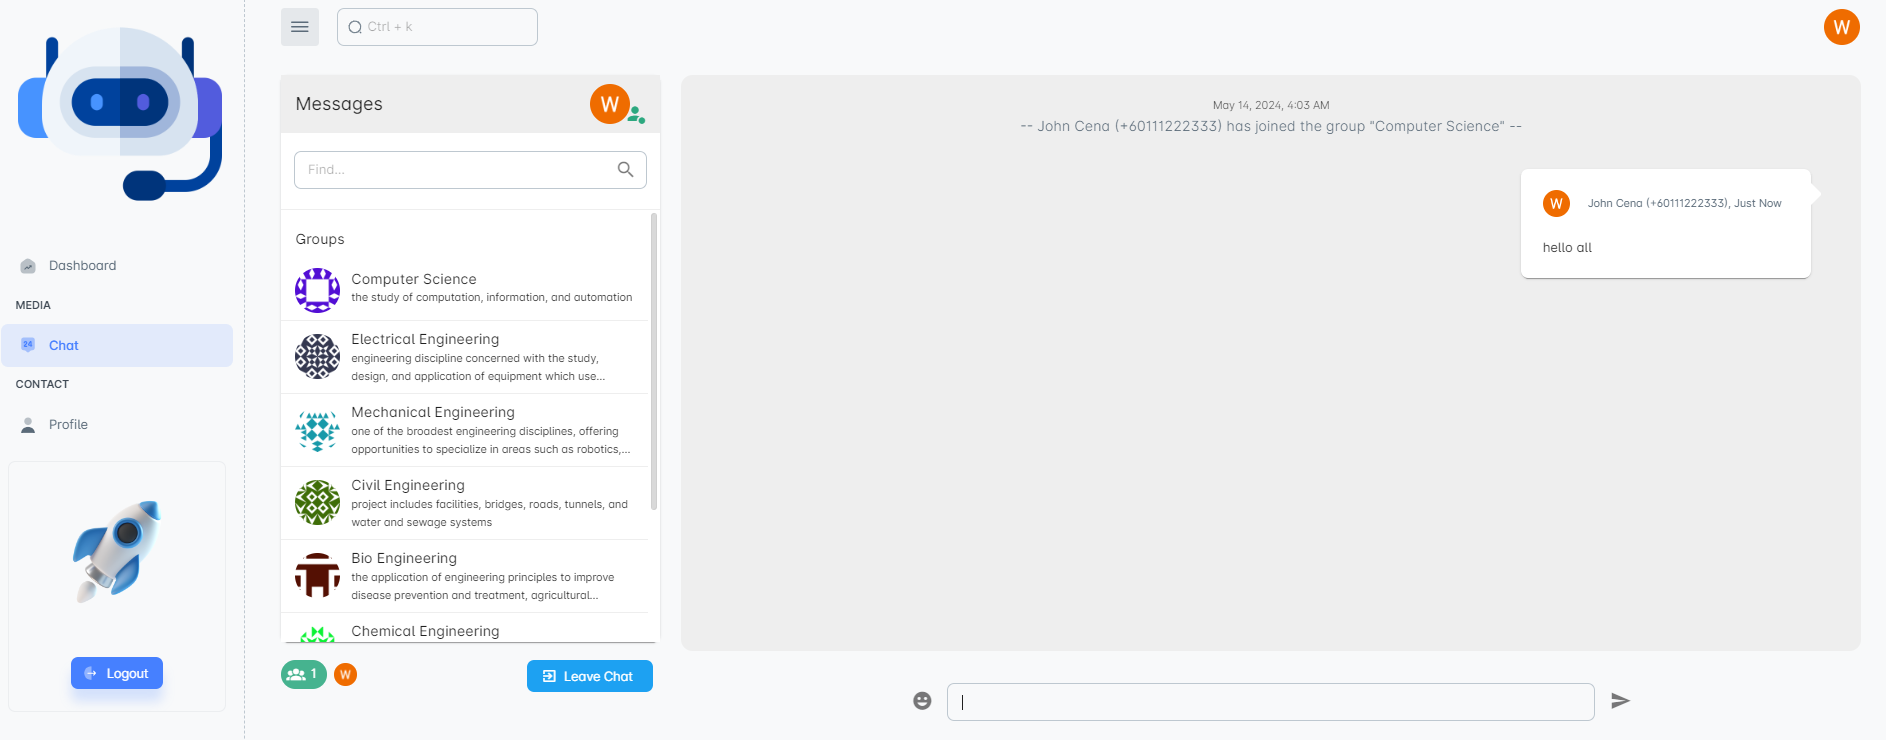 Ctrl + k
W
Dashboard
MEDIA
24
Chat
CONTACT
Profile
Logout
Messages
W
Find...
Groups
Computer Science
the study of computation, information, and automation
Electrical Engineering
engineering discipline concerned with the study,
design, and application of equipment which use...
Mechanical Engineering
one of the broadest engineering disciplines, offering
opportunities to specialize in areas such as robotics,...
Civil Engineering
project includes facilities, bridges, roads, tunnels, and
water and sewage systems
Bio Engineering
the application of engineering principles to improve
disease prevention and treatment, agricultural...
Chemical Engineering
1
W
Leave Chat
May 14, 2024, 4:03 AM
-- John Cena (+60111222333) has joined the group "Computer Science" --
W
John Cena (+60111222333), Just Now
hello all